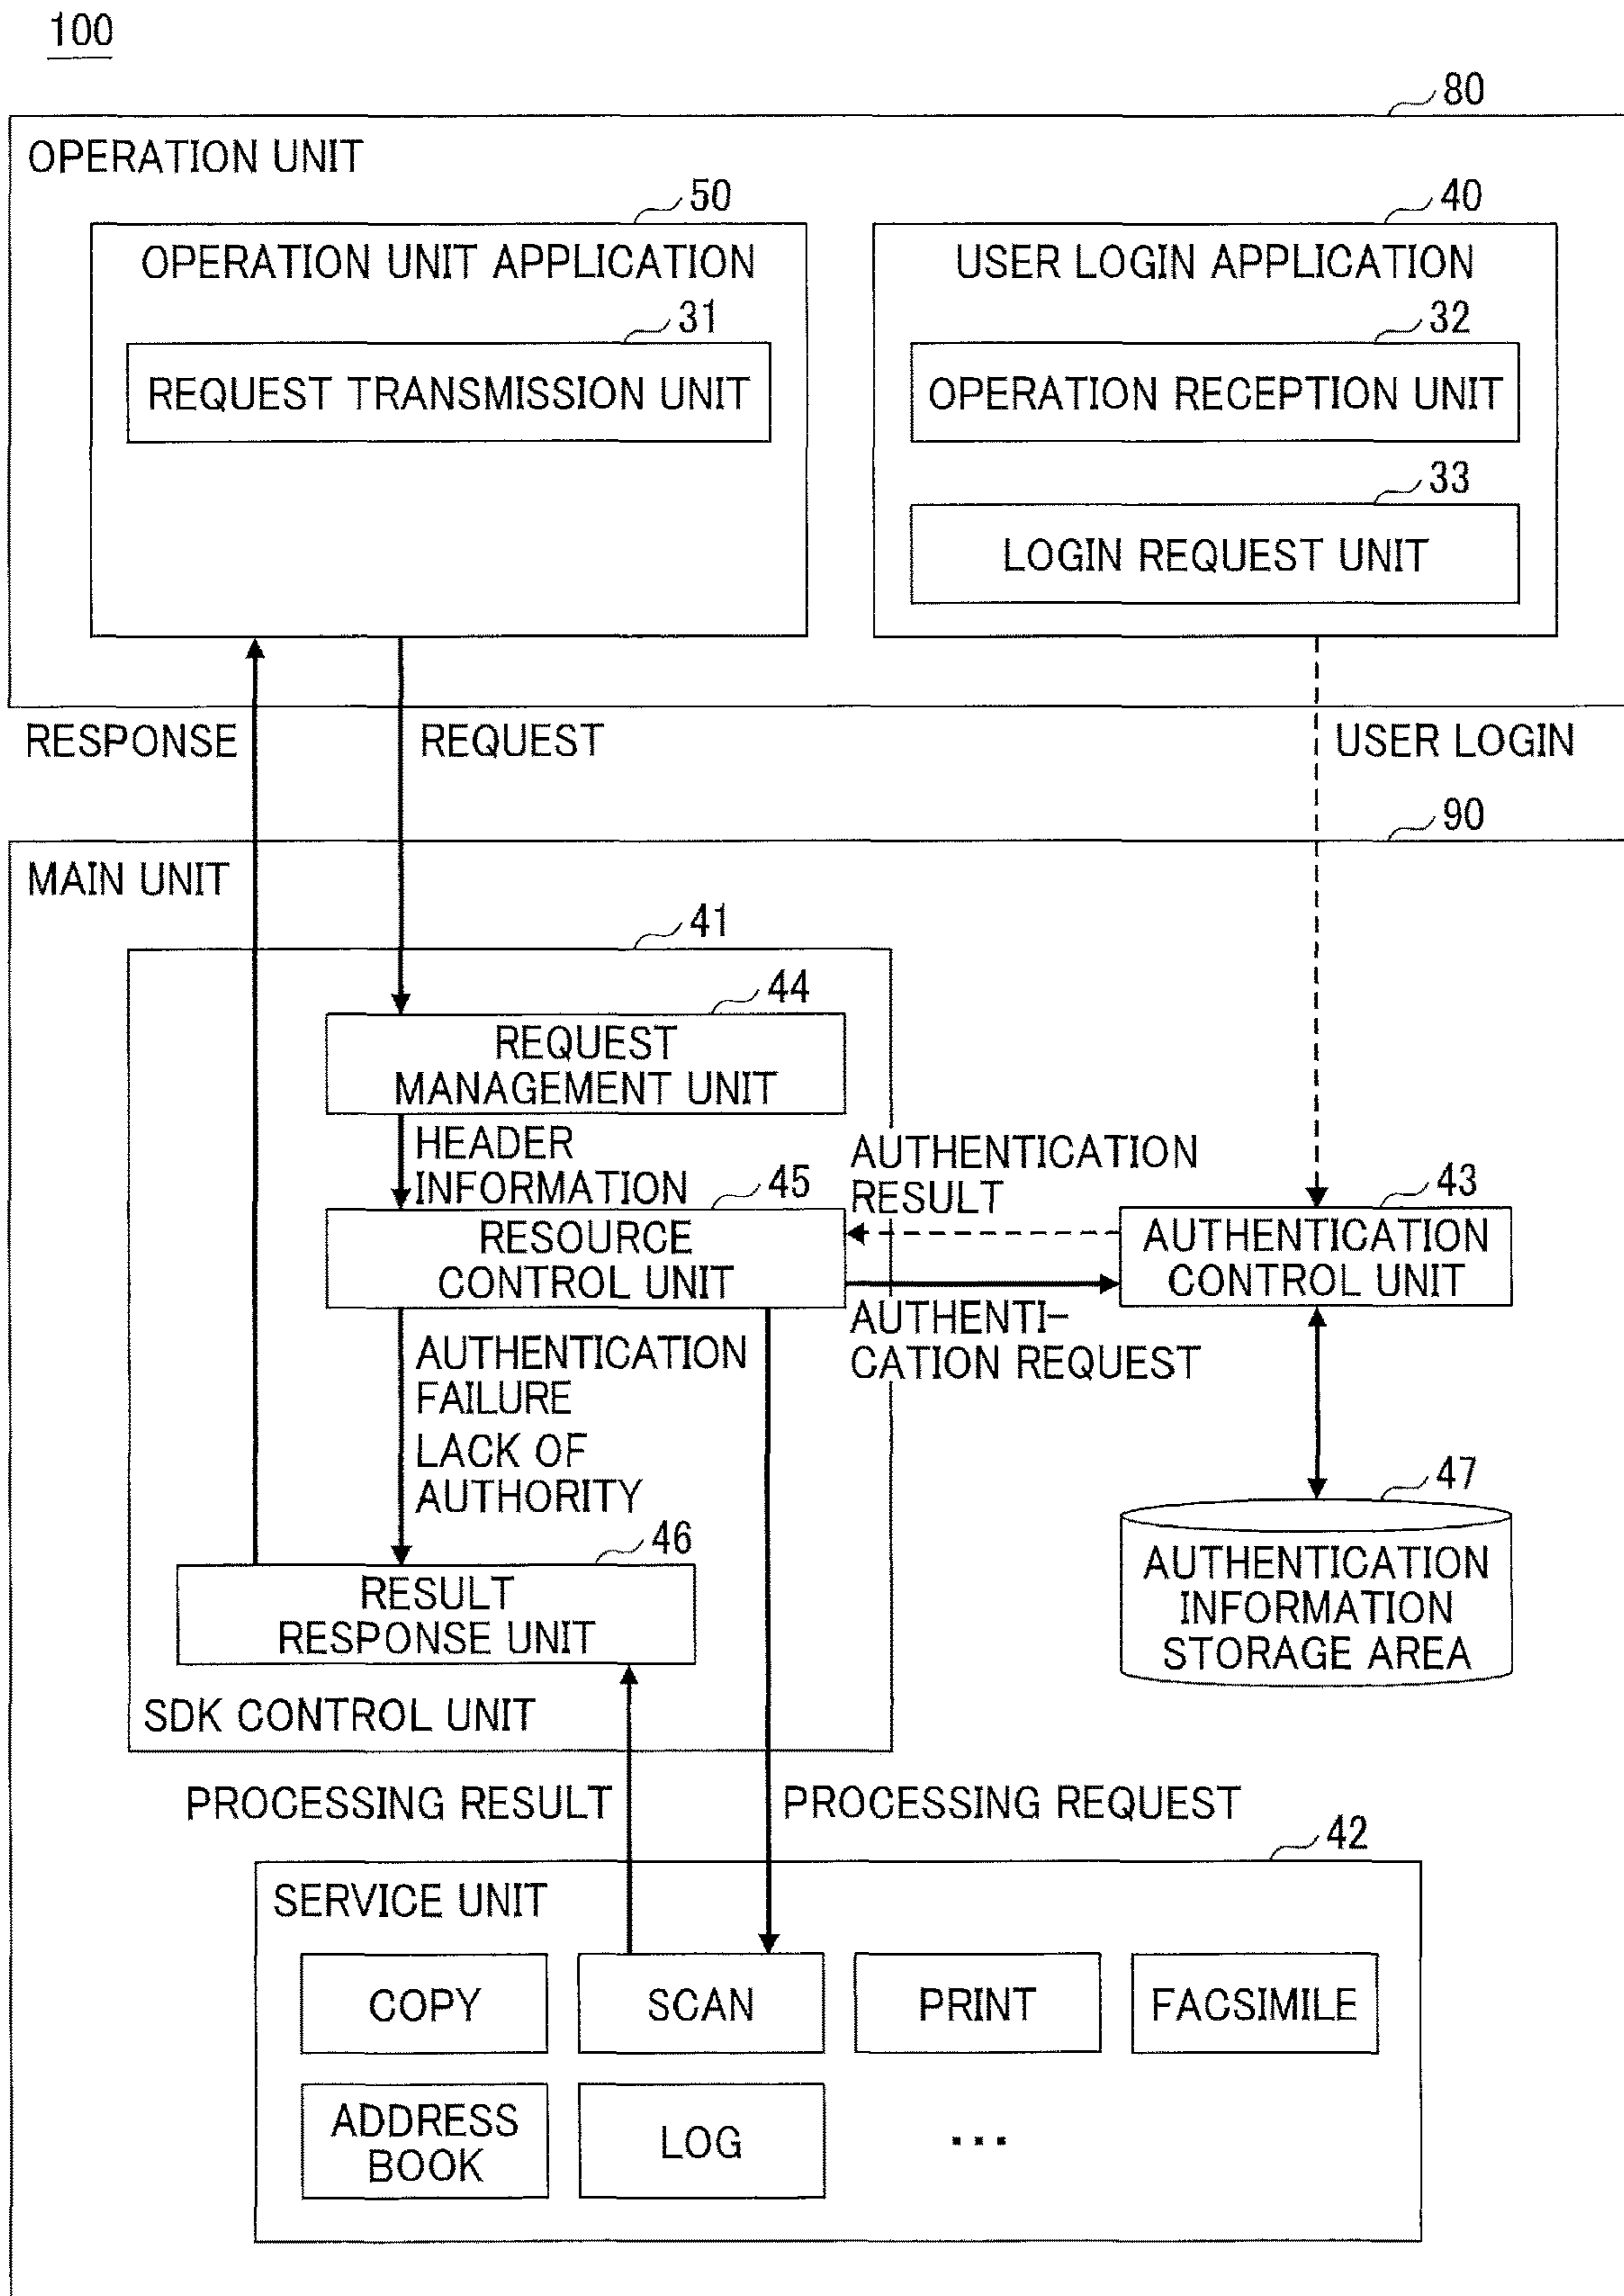 100
80
OPERATION UNIT
50
OPERATION UNIT APPLICATION
31
REQUEST TRANSMISSION UNIT
40
USER LOGIN APPLICATION
32
OPERATION RECEPTION UNIT
33
LOGIN REQUEST UNIT
RESPONSE
REQUEST
USER LOGIN
90
MAIN UNIT
41
44
REQUEST
MANAGEMENT UNIT
HEADER
INFORMATION
45
RESOURCE
CONTROL UNIT
AUTHENTICATION
RESULT
43
AUTHENTICATION
CONTROL UNIT
AUTHENTI-
CATION REQUEST
AUTHENTICATION
FAILURE
LACK OF
AUTHORITY
46
RESULT
RESPONSE UNIT
47
AUTHENTICATION
INFORMATION
STORAGE AREA
SDK CONTROL UNIT
PROCESSING RESULT
PROCESSING REQUEST
42
SERVICE UNIT
COPY
SCAN
PRINT
FACSIMILE
ADDRESS
BOOK
LOG
...